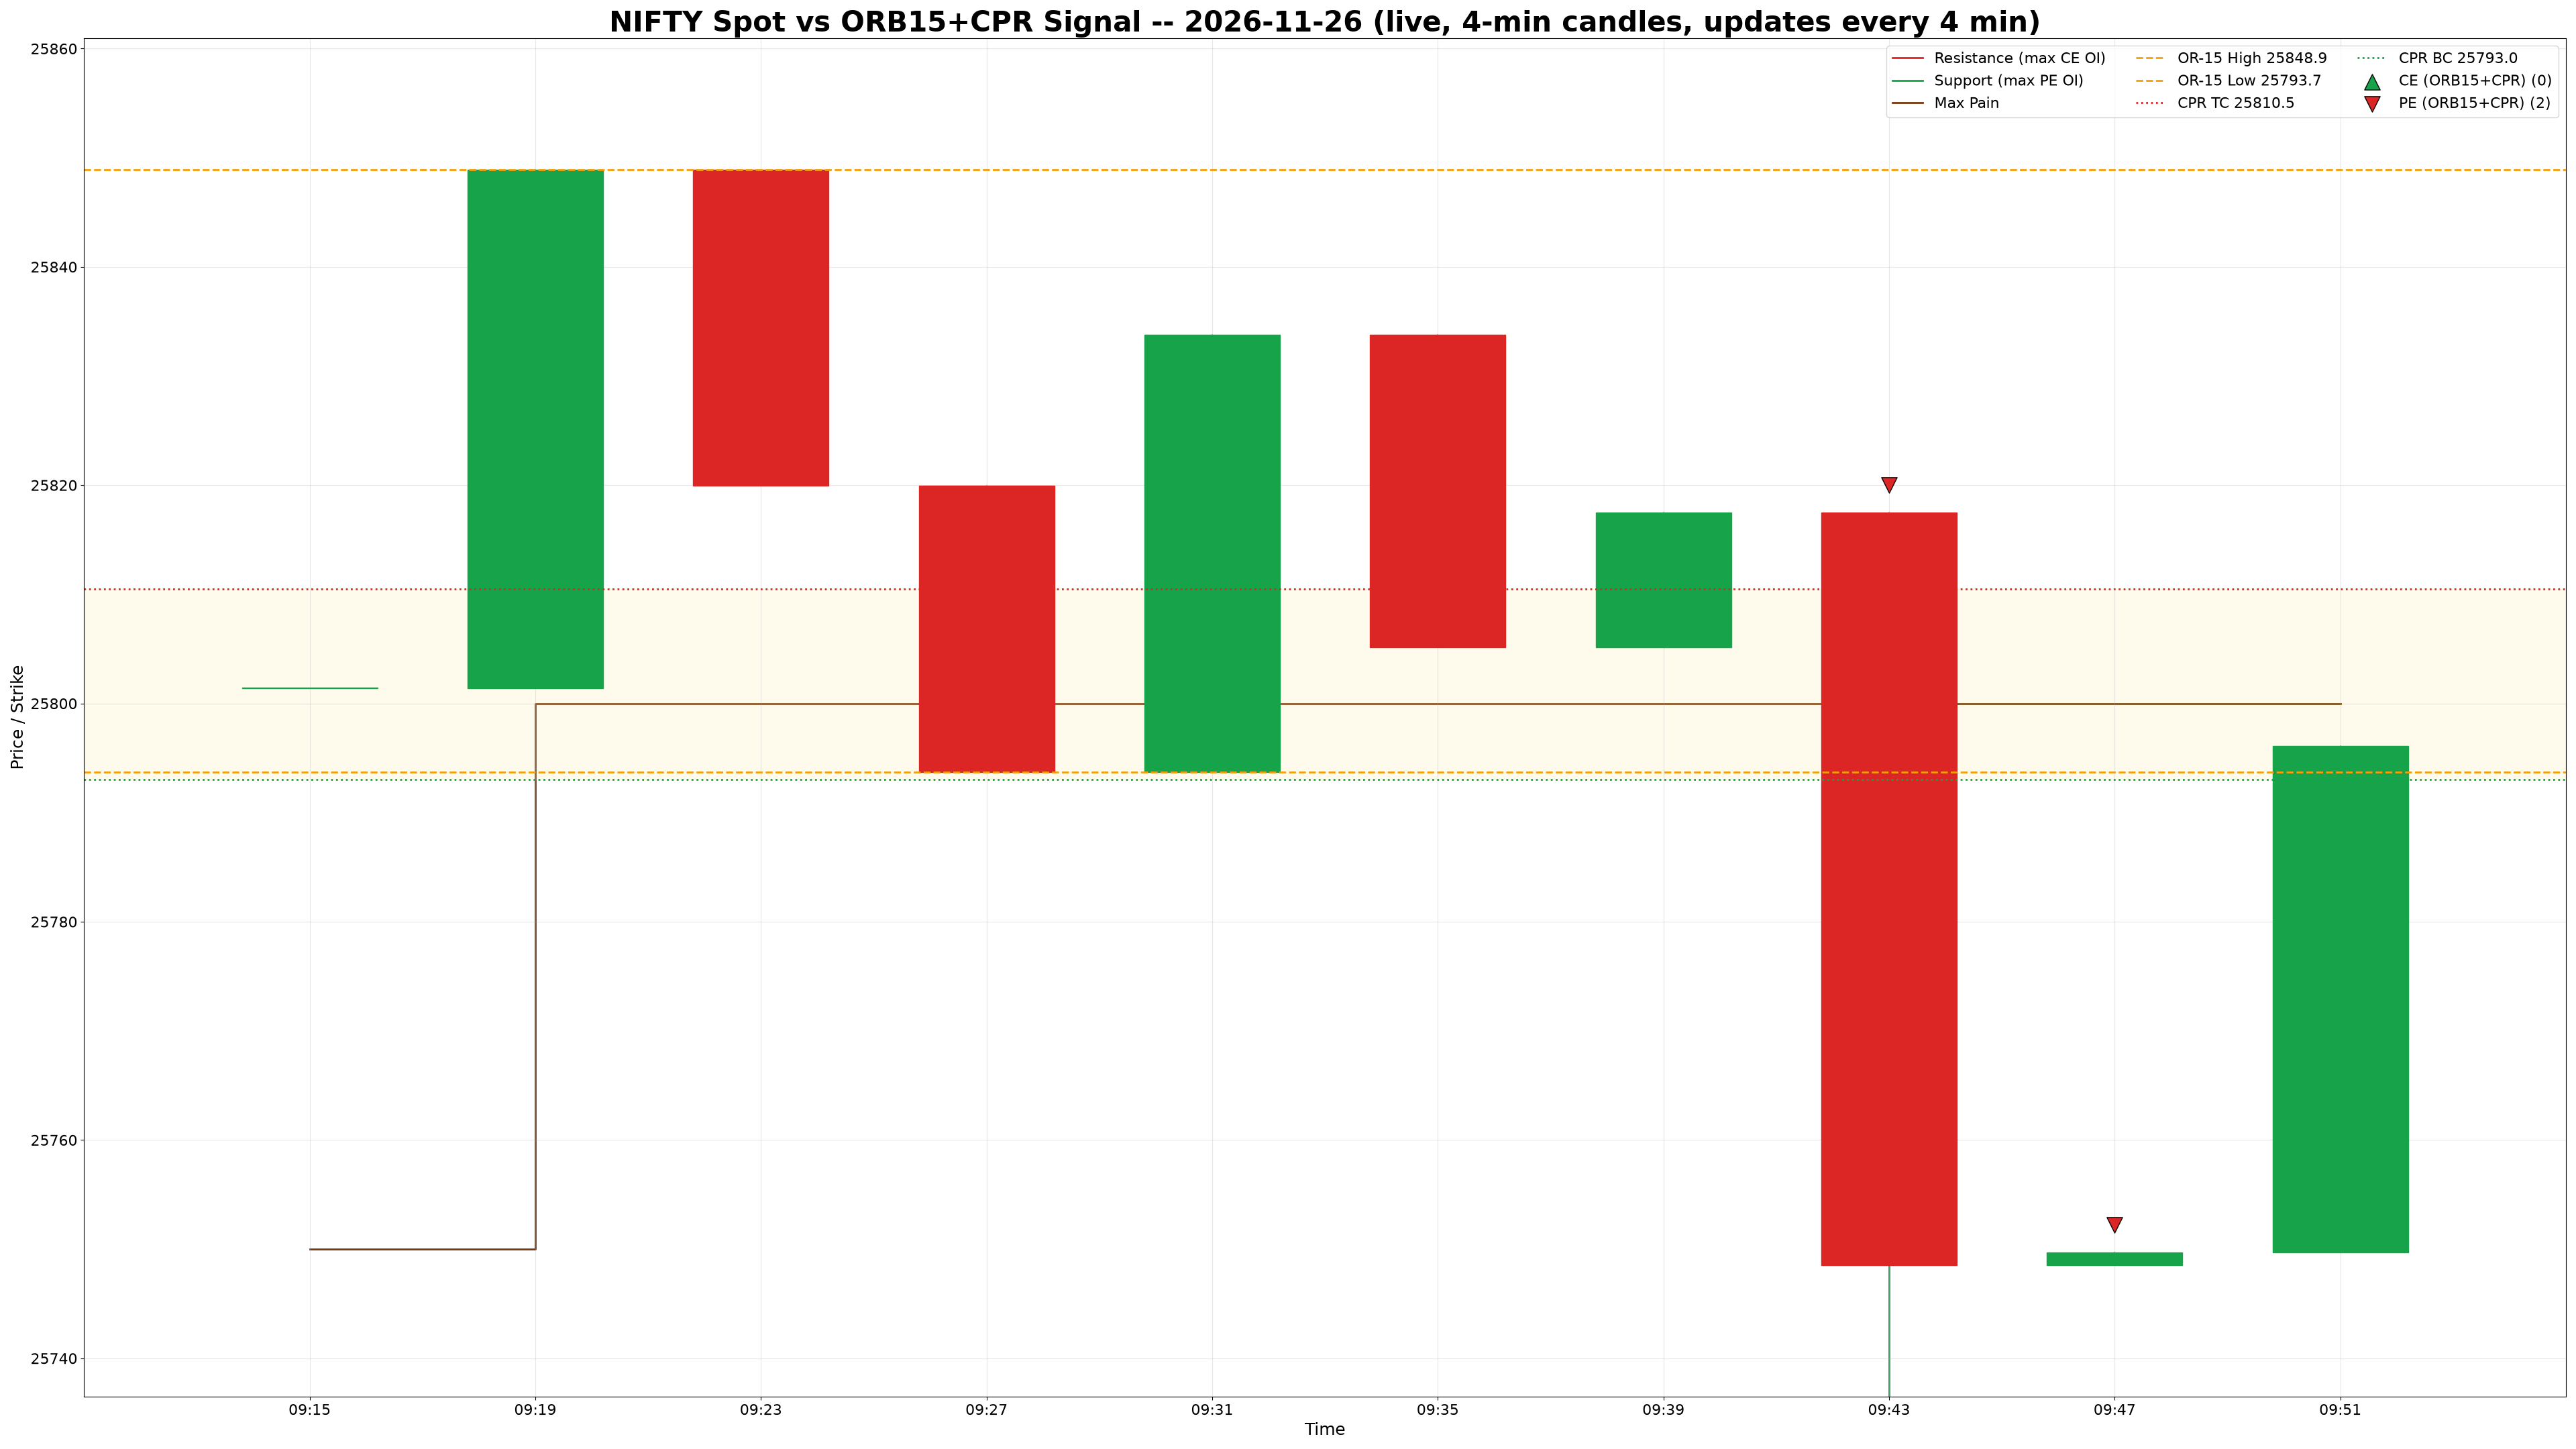 NIFTY Spot vs ORB15+CPR Signal -- 2026-11-26 (live, 4-min candles, updates every 4 min)
Resistance (max CE OI)
Support (max PE OI)
Max Pain
OR-15 High 25848.9
OR-15 Low 25793.7
CPR TC 25810.5
CPR BC 25793.0
CE (ORB15+CPR) (0)
PE (ORB15+CPR) (2)
Price / Strike
25860
25840
25820
25800
25780
25760
25740
09:15
09:19
09:23
09:27
09:31
09:35
09:39
09:43
09:47
09:51
Time